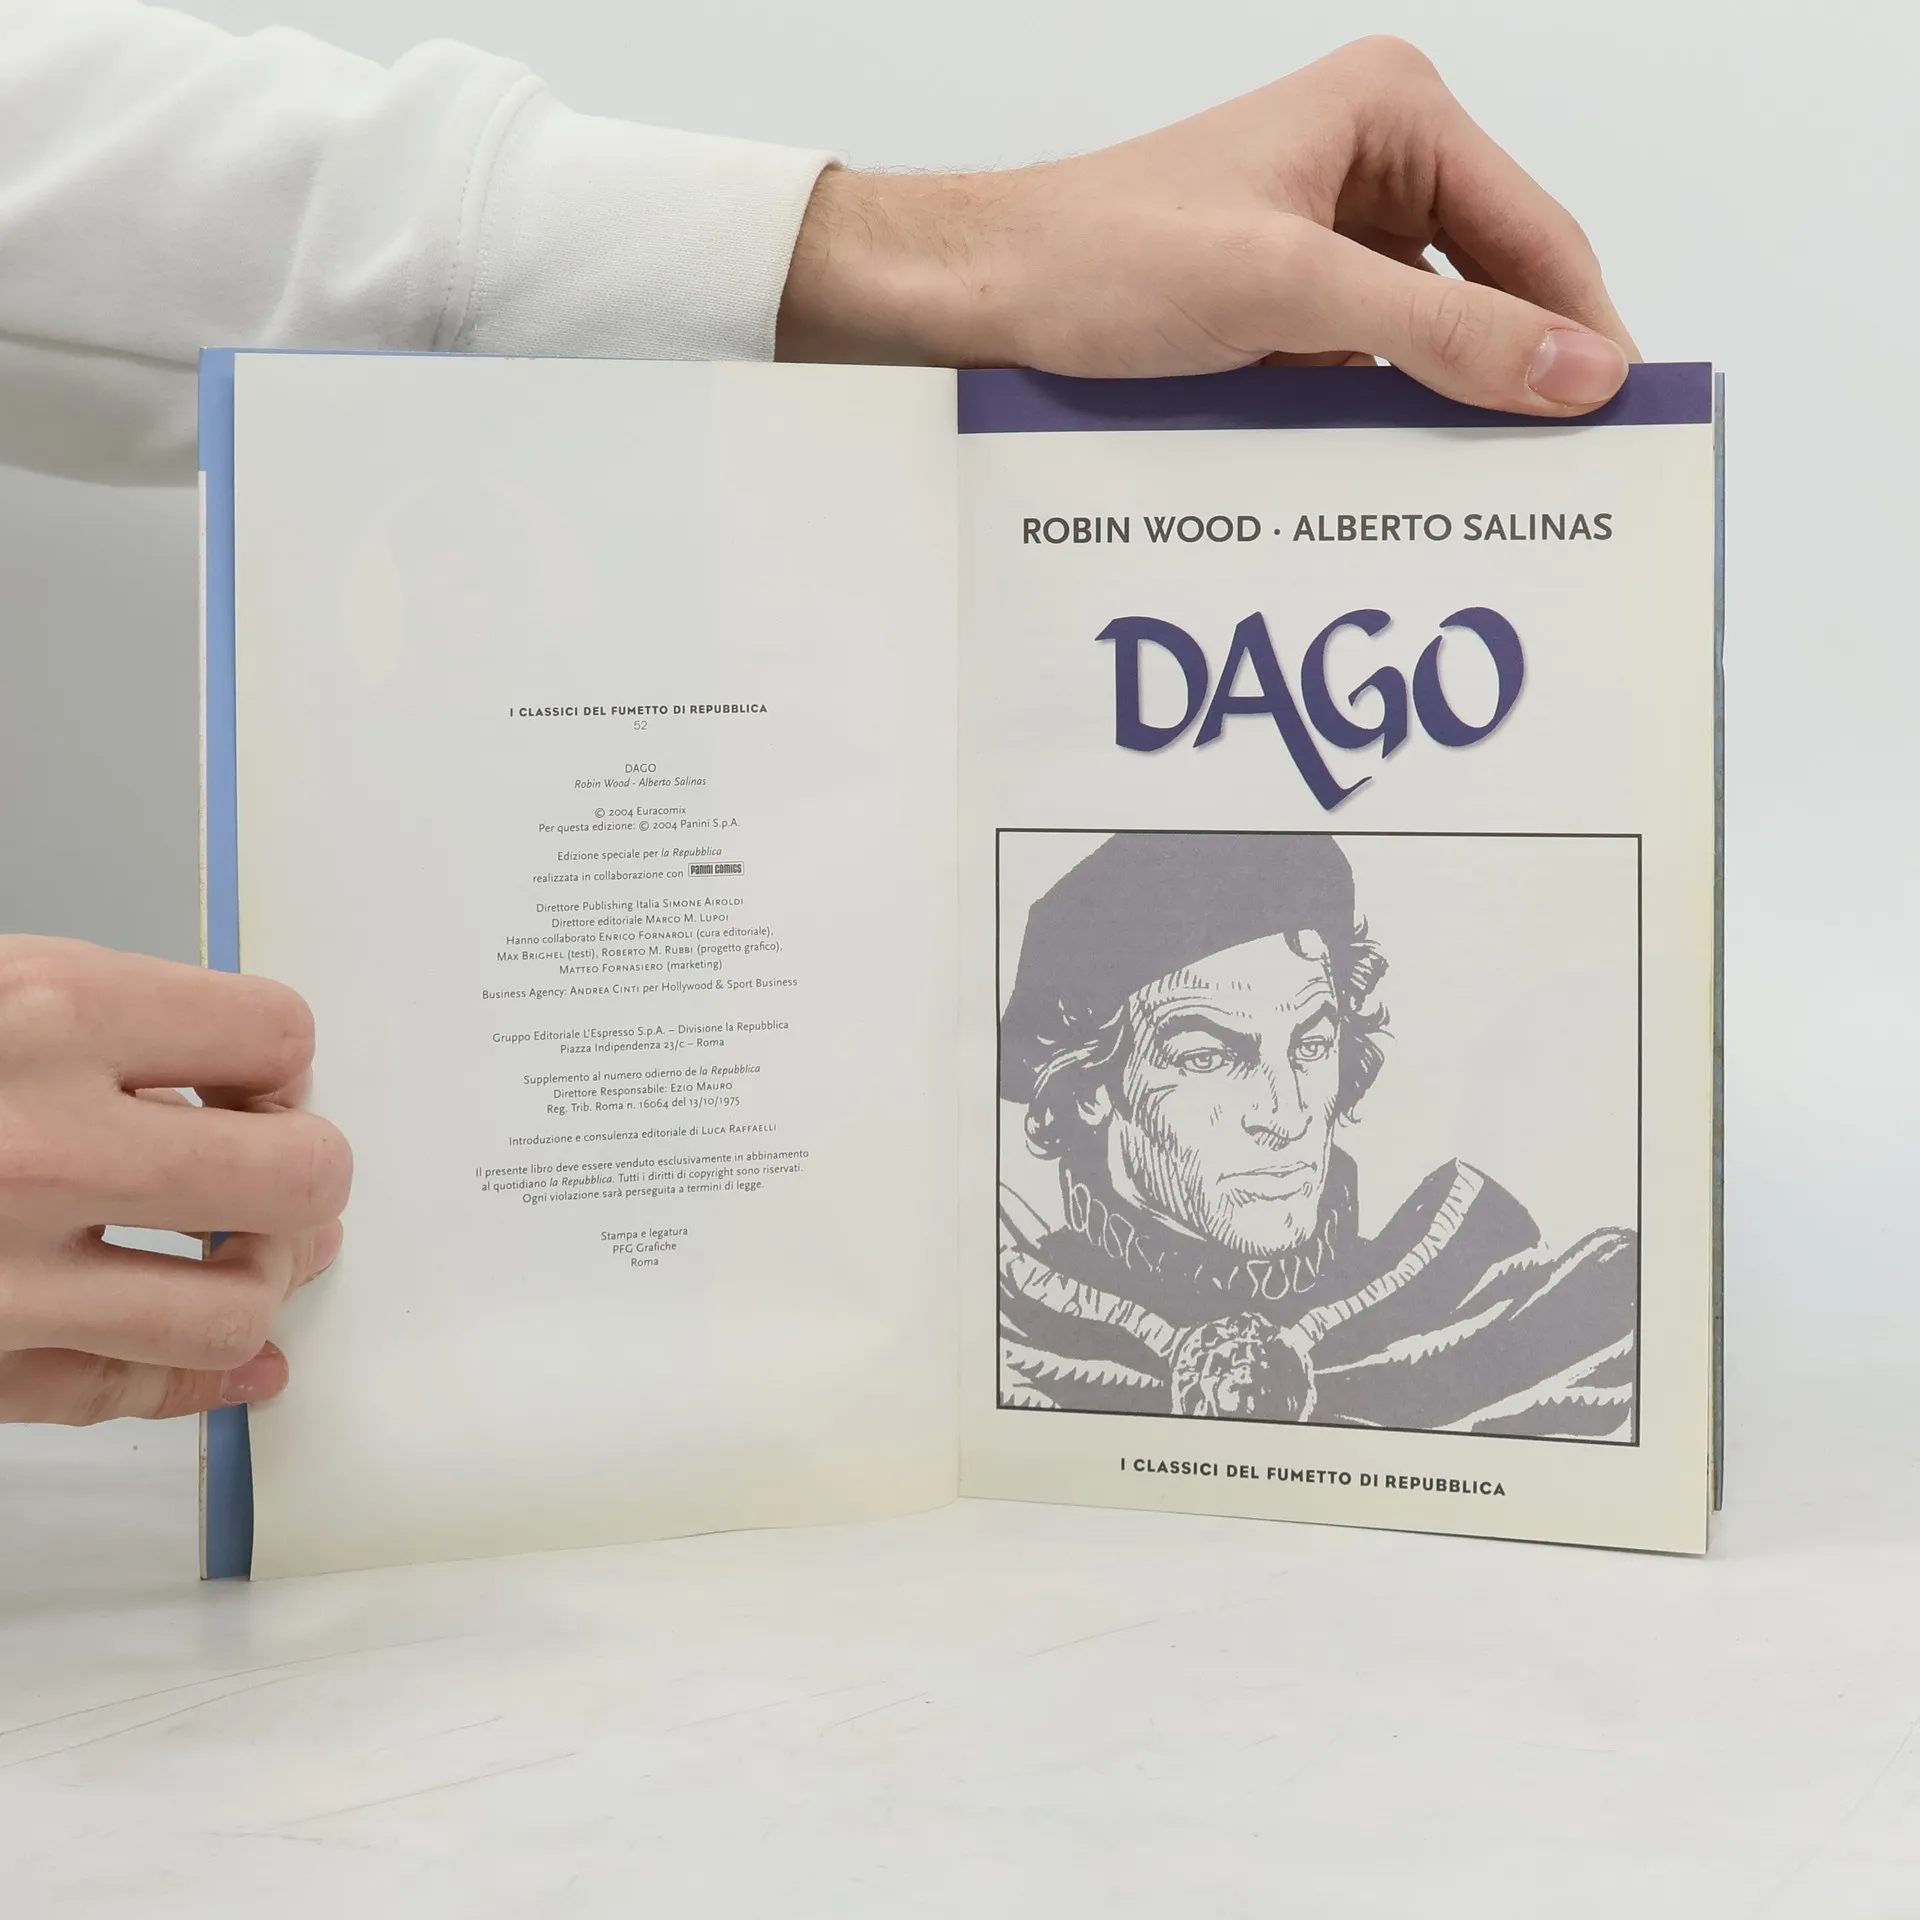 I CLASSICI DEL FUMETTO DI REPUBBLICA
52
DAGO
Robin Wood - Alberto Salinas
© 2004 Euracomix
Per questa edizione: © 2004 Panini S.p.A.
Edizione speciale per la Repubblica
realizzata in collaborazione con PANINI COMICS
Direttore Publishing Italia SIMONE AIROLDI
Direttore editoriale MARCO M. LUPOI
Hanno collaborato ENRICO FORNAROLI (cura editoriale),
MAX BRIGHEL (testi), ROBERTO M. RUBBI (progetto grafico),
MATTEO FORNASIERO (marketing)
Business Agency: ANDREA CINTI per Hollywood & Sport Business
Gruppo Editoriale L'Espresso S.p.A. – Divisione la Repubblica
Piazza Indipendenza 23/c – Roma
Supplemento al numero odierno de la Repubblica
Direttore Responsabile: EZIO MAURO
Reg. Trib. Roma n. 16064 del 13/10/1975
Introduzione e consulenza editoriale di LUCA RAFFAELLI
Il presente libro deve essere venduto esclusivamente in abbinamento
al quotidiano la Repubblica. Tutti i diritti di copyright sono riservati.
Ogni violazione sarà perseguita a termini di legge.
Stampa e legatura
PFG Grafiche
Roma
ROBIN WOOD · ALBERTO SALINAS
DAGO
I CLASSICI DEL FUMETTO DI REPUBBLICA